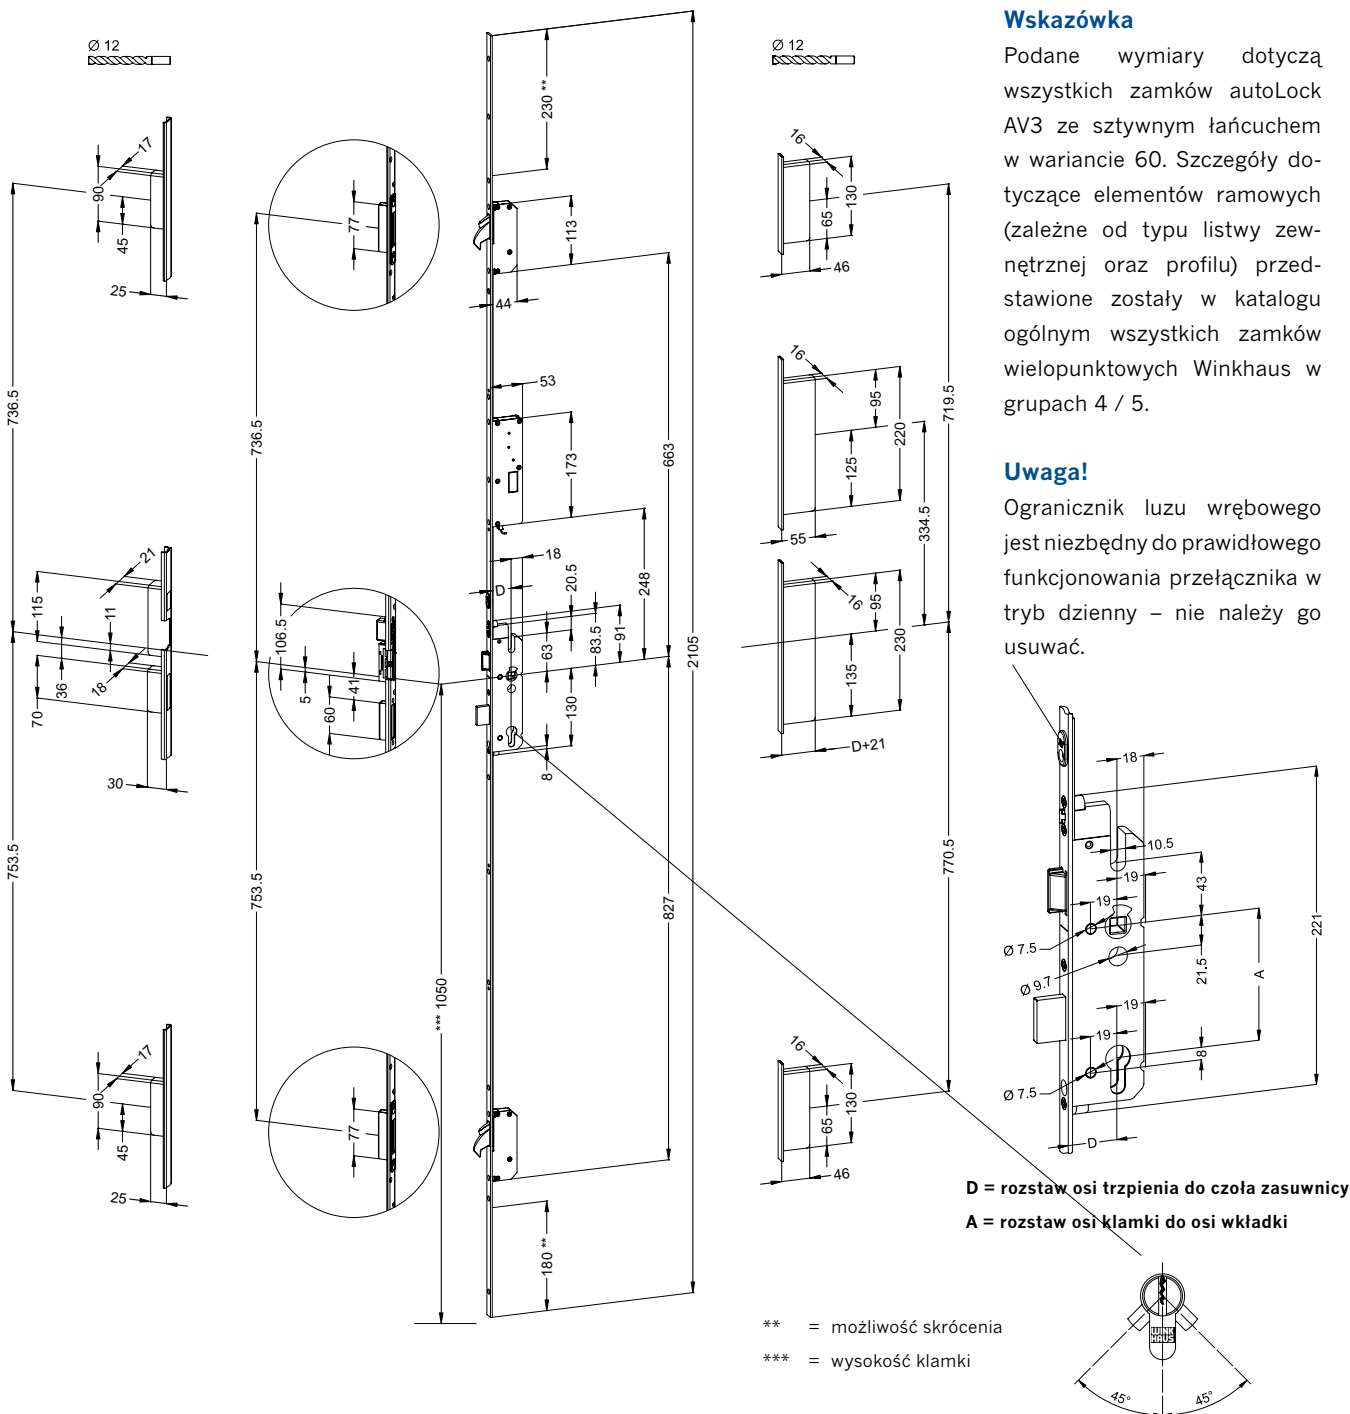 Wskazówka
Podane wymiary dotyczą
wszystkich zamków autoLock
AV3 ze sztywnym łańcuchem
w wariancie 60. Szczegóły do-
tyczące elementów ramowych
(zależne od typu listwy zew-
nętrznej oraz profilu) przed-
stawione zostały w katalogu
ogólnym wszystkich zamków
wielopunktowych Winkhaus w
grupach 4 / 5.
Uwaga!
Ogranicznik luzu wrębowego
jest niezbędny do prawidłowego
funkcjonowania przełącznika w
tryb dzienny – nie należy go
usuwać.
Ø 12
17
90
45
25
736.5
21
115
11
36
18
70
30
753.5
17
90
45
25
77
736.5
106.5
5
41
60
753.5
77
*** 1050
230 **
113
44
53
173
663
248
18
D
20.5
63
83.5
91
130
8
2105
827
180 **
Ø 12
16
130
65
46
719.5
16
95
220
125
55
334.5
16
95
230
135
D+21
770.5
16
130
65
46
18
10.5
19
43
19
221
Ø 7.5
Ø 9.7
21.5
A
19
19
8
Ø 7.5
D
D = rozstaw osi trzpienia do czoła zasuwnicy
A = rozstaw osi klamki do osi wkładki
** = możliwość skrócenia
*** = wysokość klamki
WINK
HAUS
45°
45°